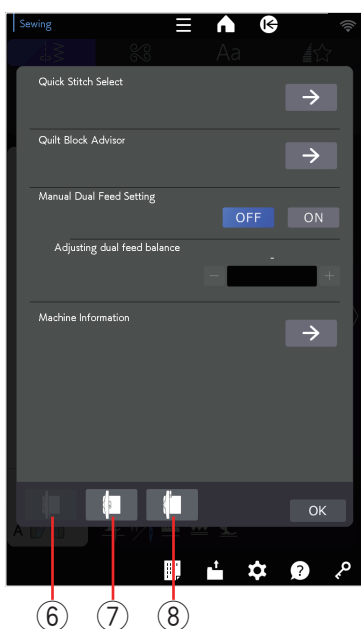 Sewing
Aa
Quick Stitch Select
Quilt Block Advisor
Manual Dual Feed Setting
OFF ON
Adjusting dual feed balance
-
− +
Machine Information
OK
A
?
⑥ ⑦ ⑧